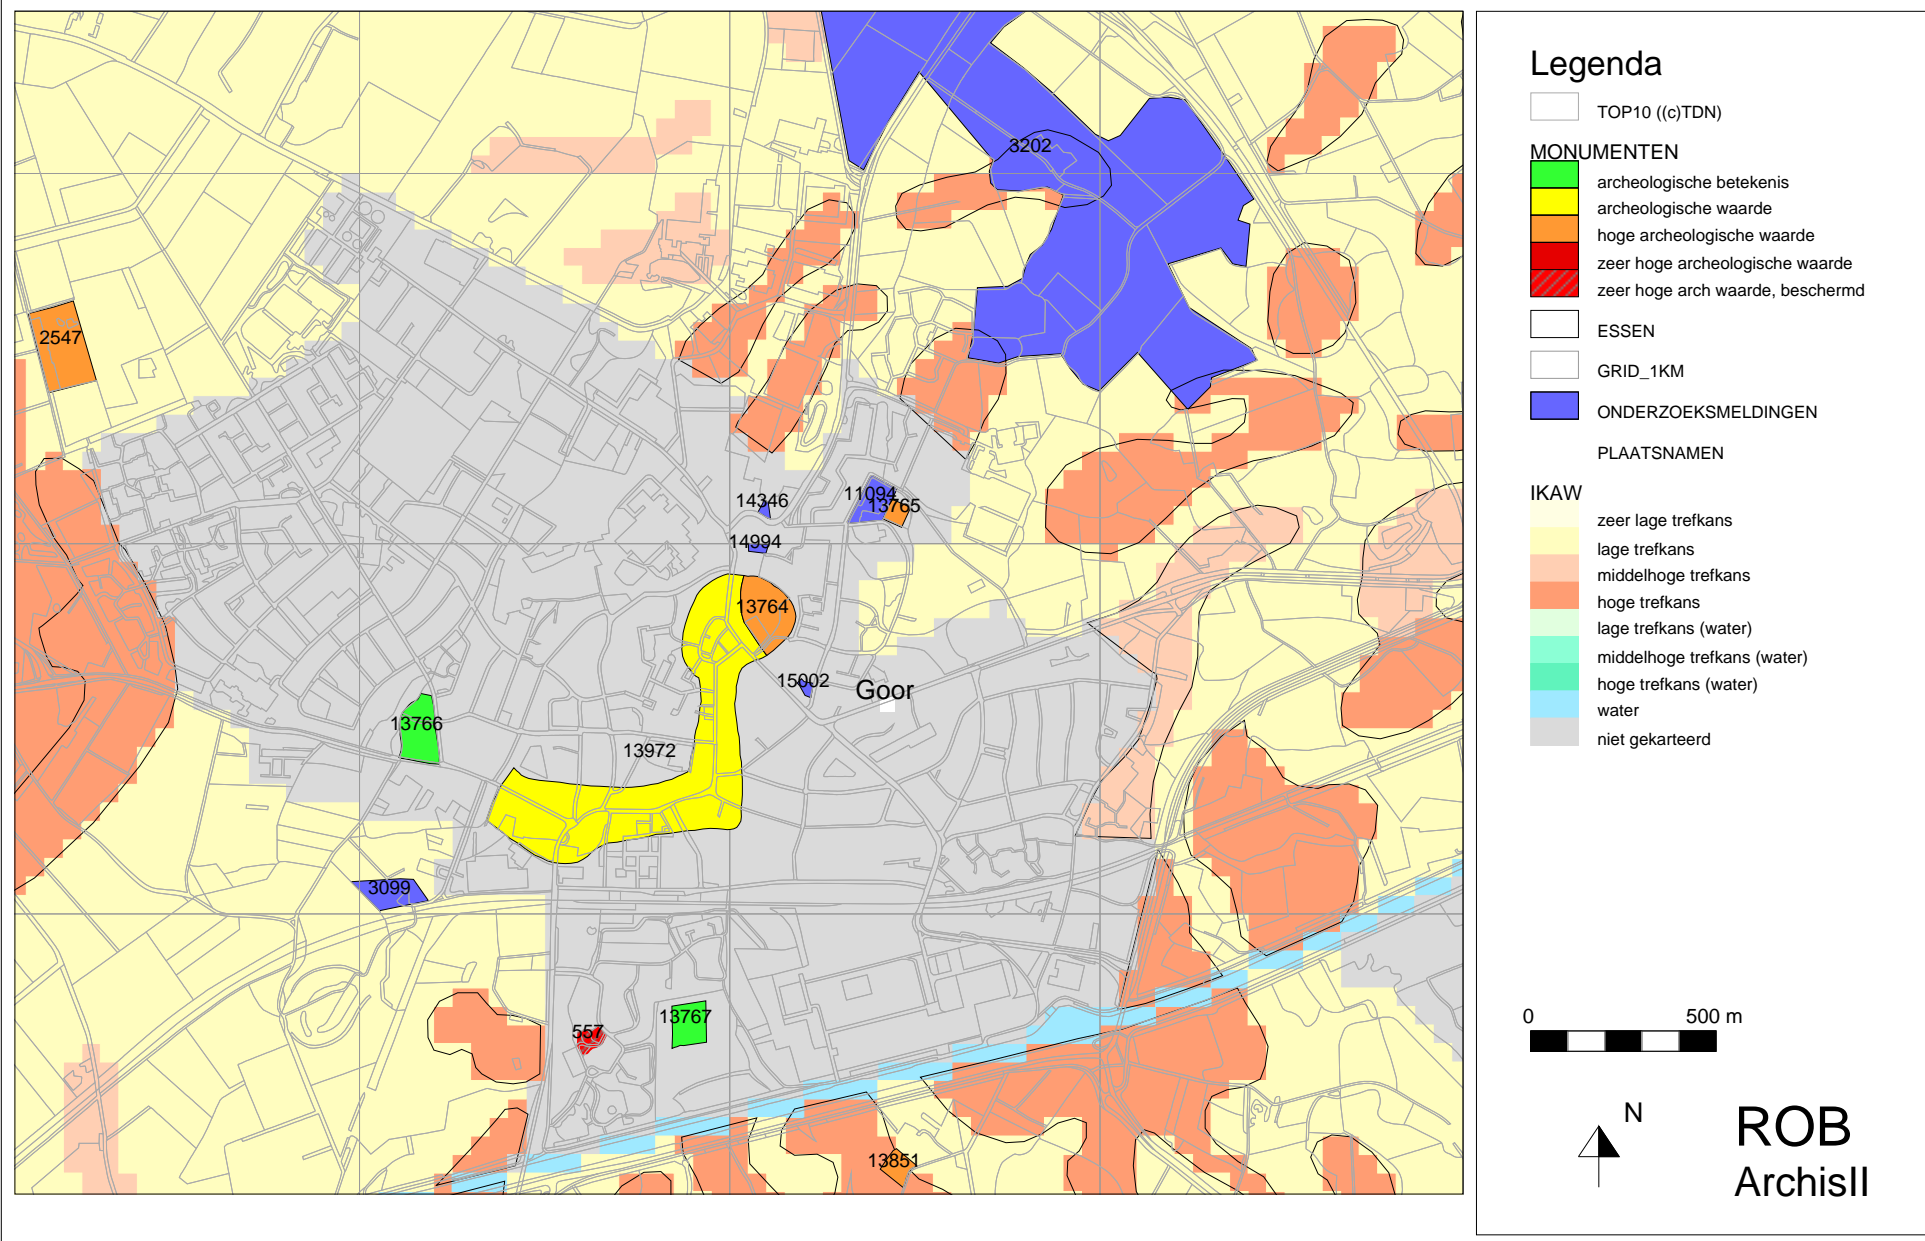 3202
2547
14346
11094
13765
14994
13764
15002
Goor
13766
13972
3099
557
13767
13851
Legenda
TOP10 ((c)TDN)
MONUMENTEN
archeologische betekenis
archeologische waarde
hoge archeologische waarde
zeer hoge archeologische waarde
zeer hoge arch waarde, beschermd
ESSEN
GRID_1KM
ONDERZOEKSMELDINGEN
PLAATSNAMEN
IKAW
zeer lage trefkans
lage trefkans
middelhoge trefkans
hoge trefkans
lage trefkans (water)
middelhoge trefkans (water)
hoge trefkans (water)
water
niet gekarteerd
0 500 m
N
ROB
ArchisII